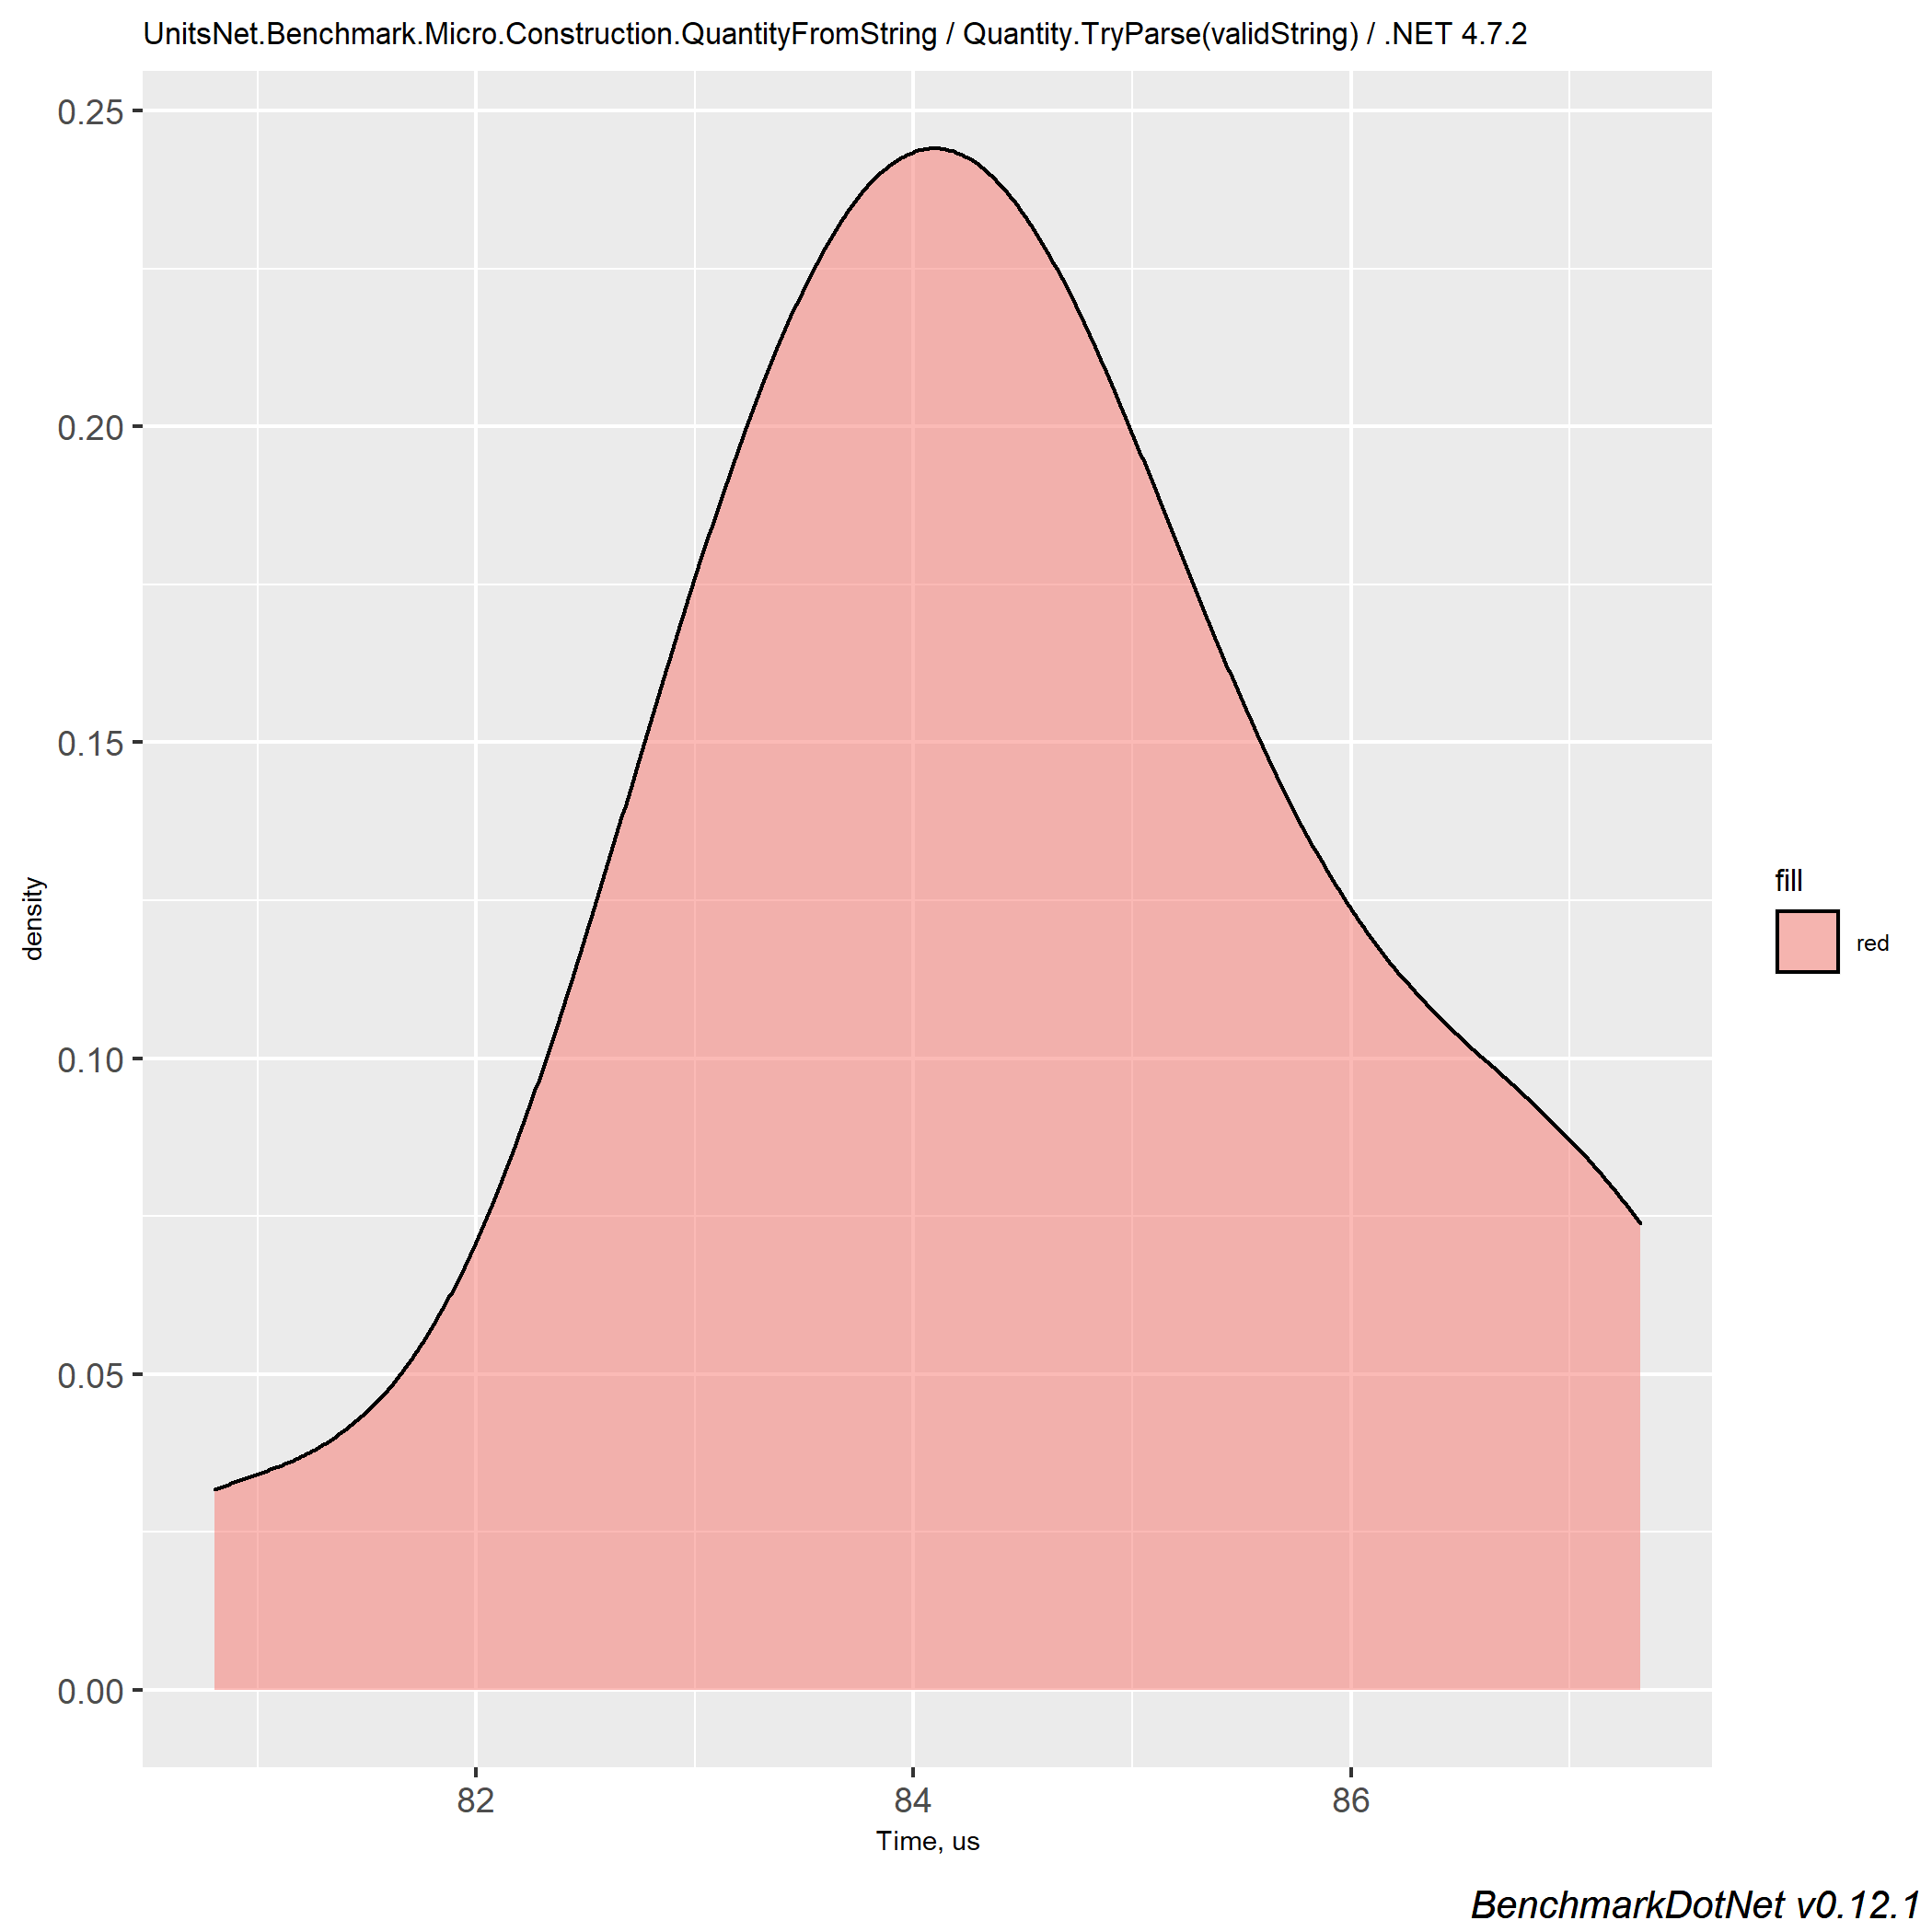 UnitsNet.Benchmark.Micro.Construction.QuantityFromString / Quantity.TryParse(validString) / .NET 4.7.2
0.25
0.20
0.15
0.10
0.05
0.00
density
82 84 86
Time, us
fill
red
BenchmarkDotNet v0.12.1